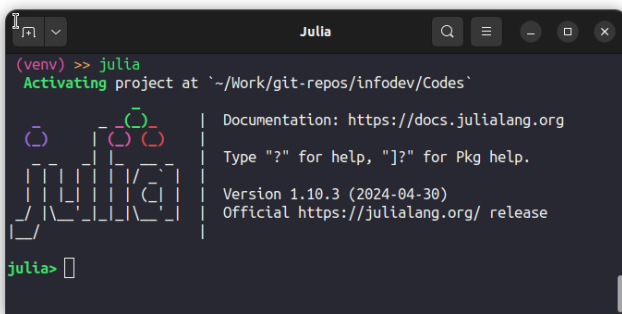 Julia
(venv) >> julia
Activating project at `~/Work/git-repos/infodev/Codes`
Documentation: https://docs.julialang.org
Type "?" for help, "]?" for Pkg help.
Version 1.10.3 (2024-04-30)
Official https://julialang.org/ release
julia>